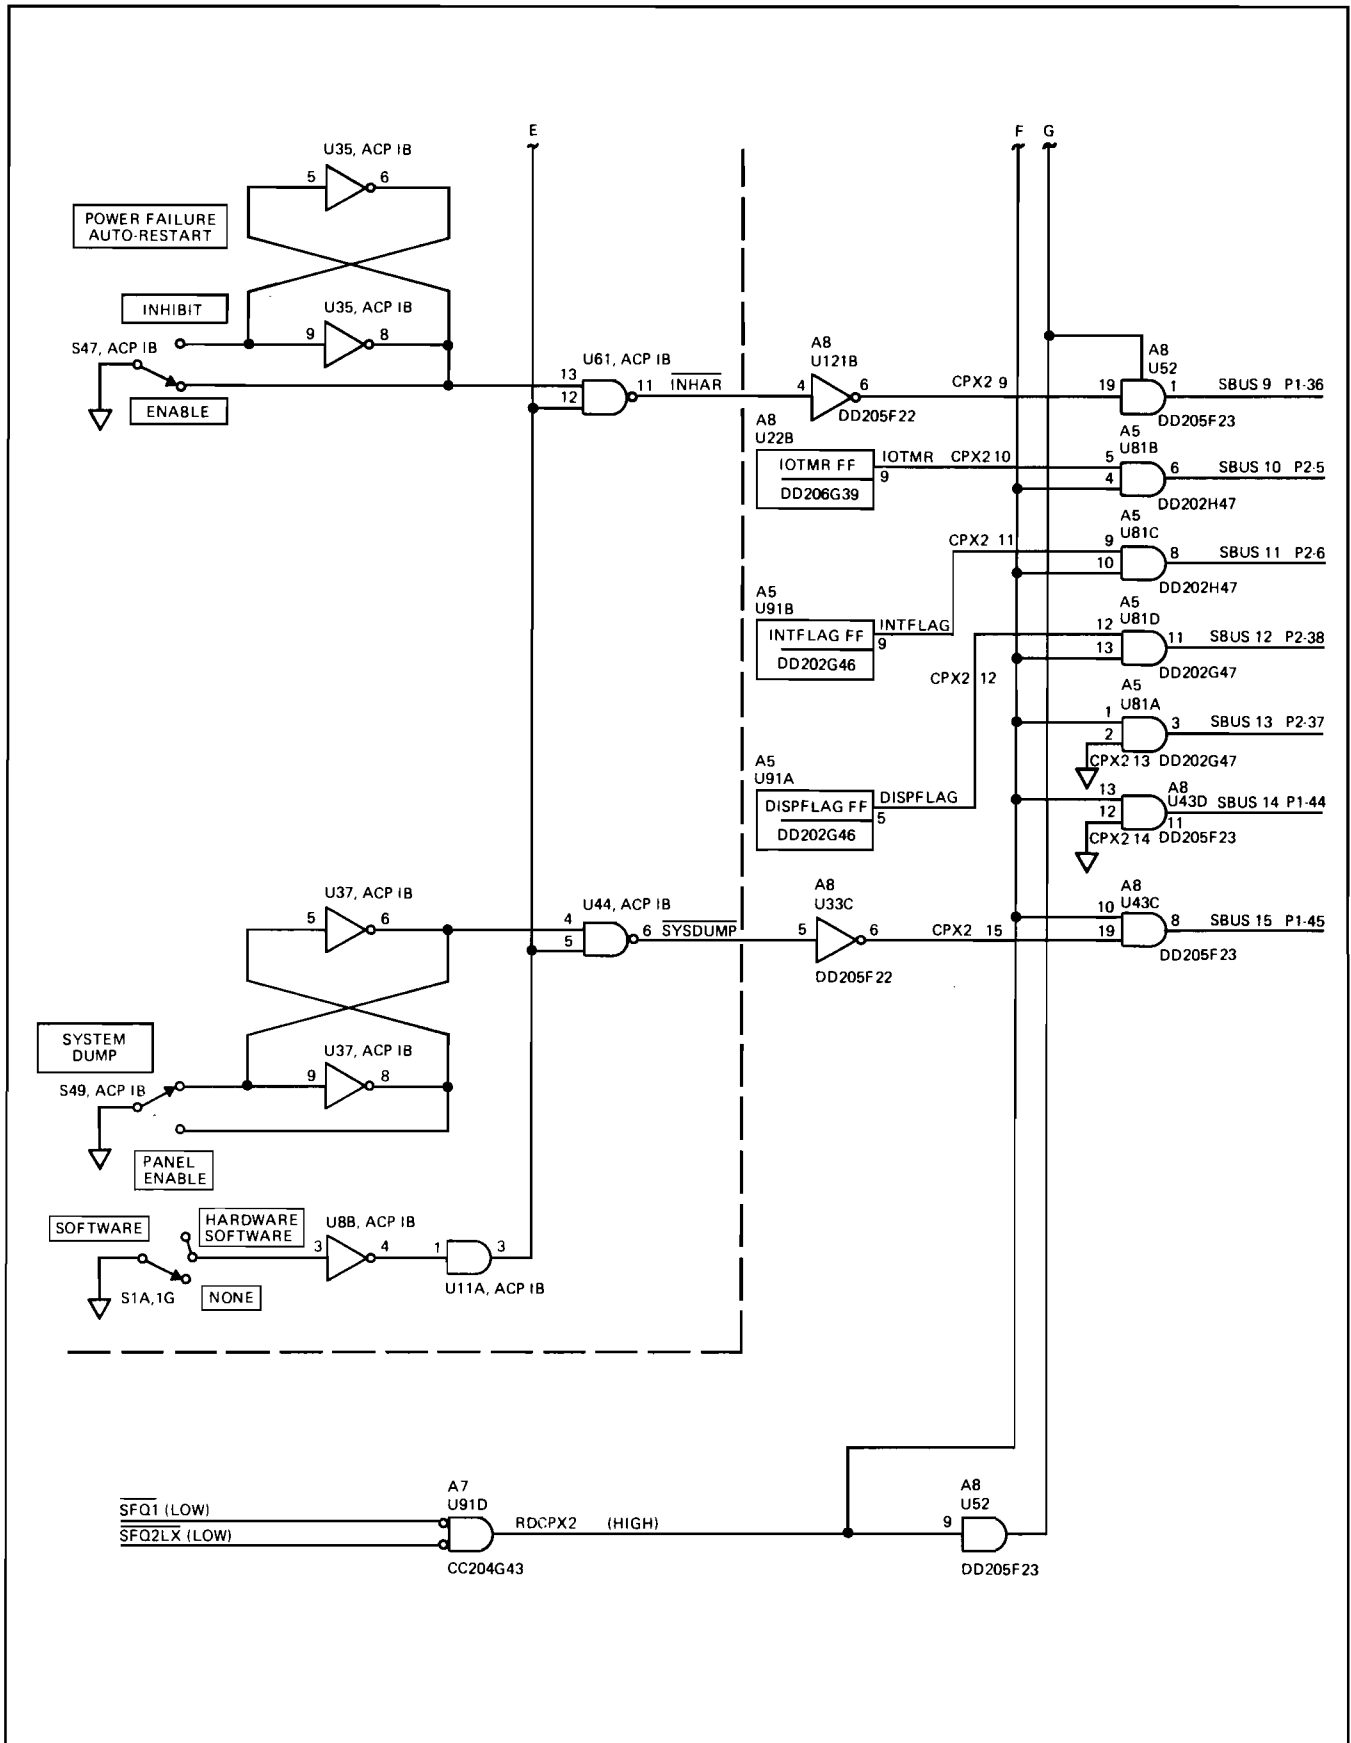 E
F G
U35, ACP IB
5 6
POWER FAILURE
AUTO-RESTART
INHIBIT
U35, ACP IB
9 8
S47, ACP IB
ENABLE
U61, ACP IB
13
12
11 INHAR
A8
U121B
4 6
DD205F22
CPX2 9
A8
U52
19 1
SBUS 9 P1-36
DD205F23
A8
U22B
IOTMR FF
DD206G39
IOTMR CPX2 10
9
A5
U81B
5
4
6
SBUS 10 P2-5
DD202H47
CPX2 11
A5
U81C
9
10
8
SBUS 11 P2-6
DD202H47
A5
U91B
INTFLAG FF
DD202G46
INTFLAG
9
CPX2 12
A5
U81D
12
13
11
SBUS 12 P2-38
DD202G47
A5
U81A
1
2
3
SBUS 13 P2-37
CPX2 13 DD202G47
A5
U91A
DISPFLAG FF
DD202G46
DISPFLAG
5
13
12
A8
U43D
11
SBUS 14 P1-44
CPX2 14 DD205F23
U37, ACP IB
5 6
U44, ACP IB
4
5
6 SYSDUMP
A8
U33C
5 6
DD205F22
CPX2 15
A8
U43C
10
19
8
SBUS 15 P1-45
DD205F23
SYSTEM
DUMP
U37, ACP IB
9 8
S49, ACP IB
PANEL
ENABLE
SOFTWARE
HARDWARE
SOFTWARE
U8B, ACP IB
3 4
1 3
U11A, ACP IB
S1A,1G
NONE
SFQ1 (LOW)
SFQ2LX (LOW)
A7
U91D
CC204G43
RDCPX2 (HIGH)
A8
U52
9
DD205F23